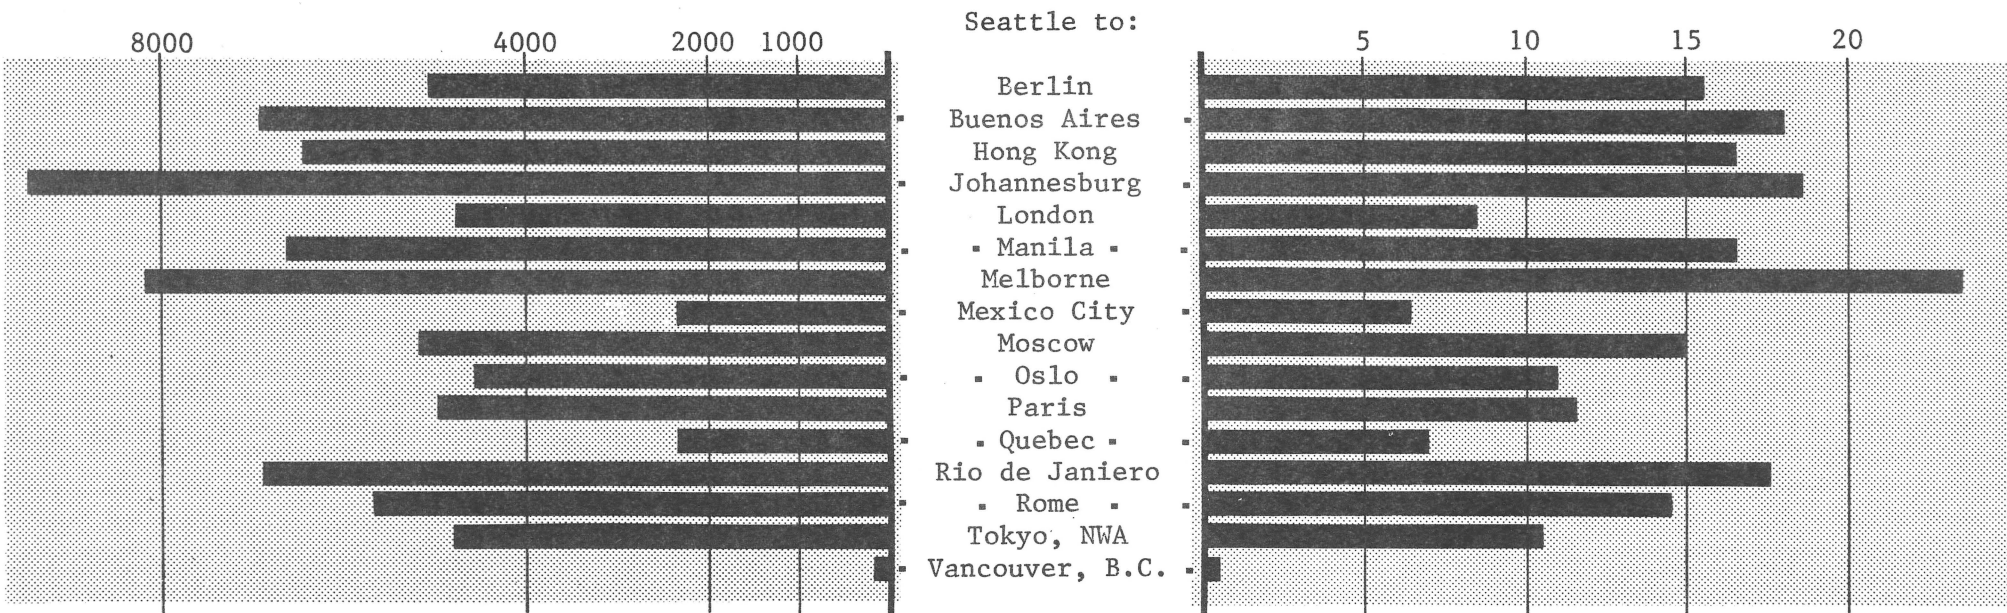 Seattle to:
8000 4000 2000 1000 5 10 15 20
Berlin
Buenos Aires
Hong Kong
Johannesburg
London
Manila
Melborne
Mexico City
Moscow
Oslo
Paris
Quebec
Rio de Janiero
Rome
Tokyo, NWA
Vancouver, B.C.